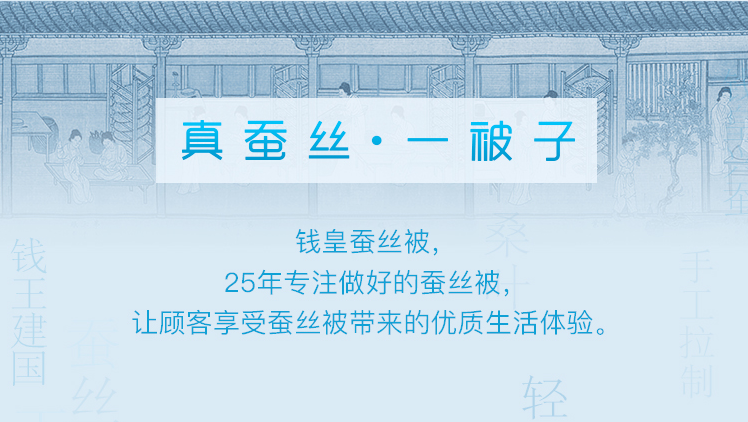 真蚕丝·一被子
钱皇蚕丝被，
25年专注做好的蚕丝被，
让顾客享受蚕丝被带来的优质生活体验。
钱王建国
蚕丝
桑
轻
手工拉制